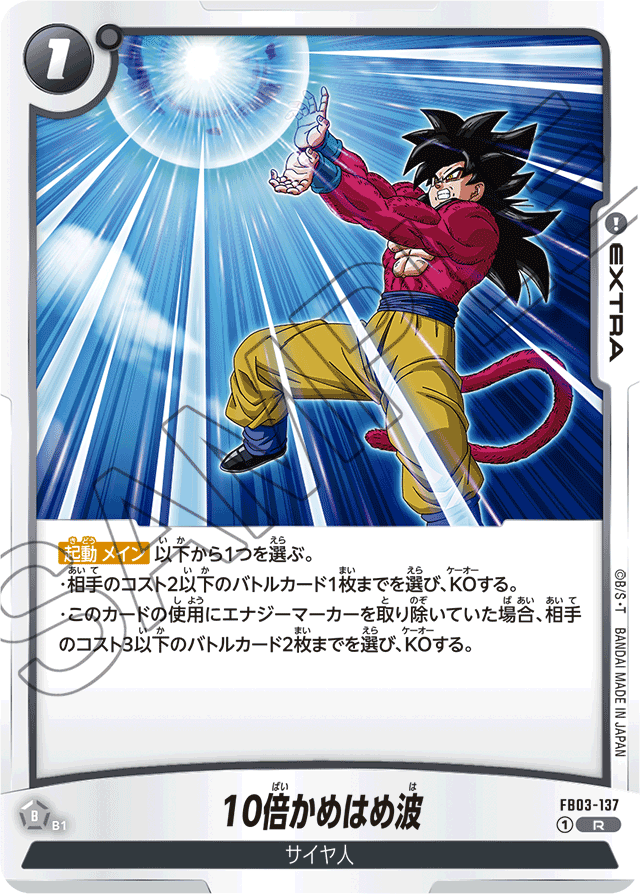 1
EXTRA
起動 メイン 以下から1つを選ぶ。
・相手のコスト2以下のバトルカード1枚までを選び、KOする。
・このカードの使用にエナジーマーカーを取り除いていた場合、相手
のコスト3以下のバトルカード2枚までを選び、KOする。
SAMPLE
©B/S・T BANDAI MADE IN JAPAN
B B1
10倍かめはめ波
FB03-137
1 R
サイヤ人